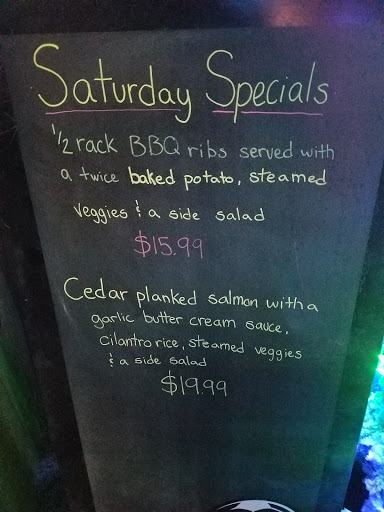 Saturday Specials
1/2 rack BBQ ribs served with
a twice baked potato, steamed
veggies & a side salad
$15.99
Cedar planked salmon with a
garlic butter cream sauce,
cilantro rice, steamed veggies
& a side salad
$19.99